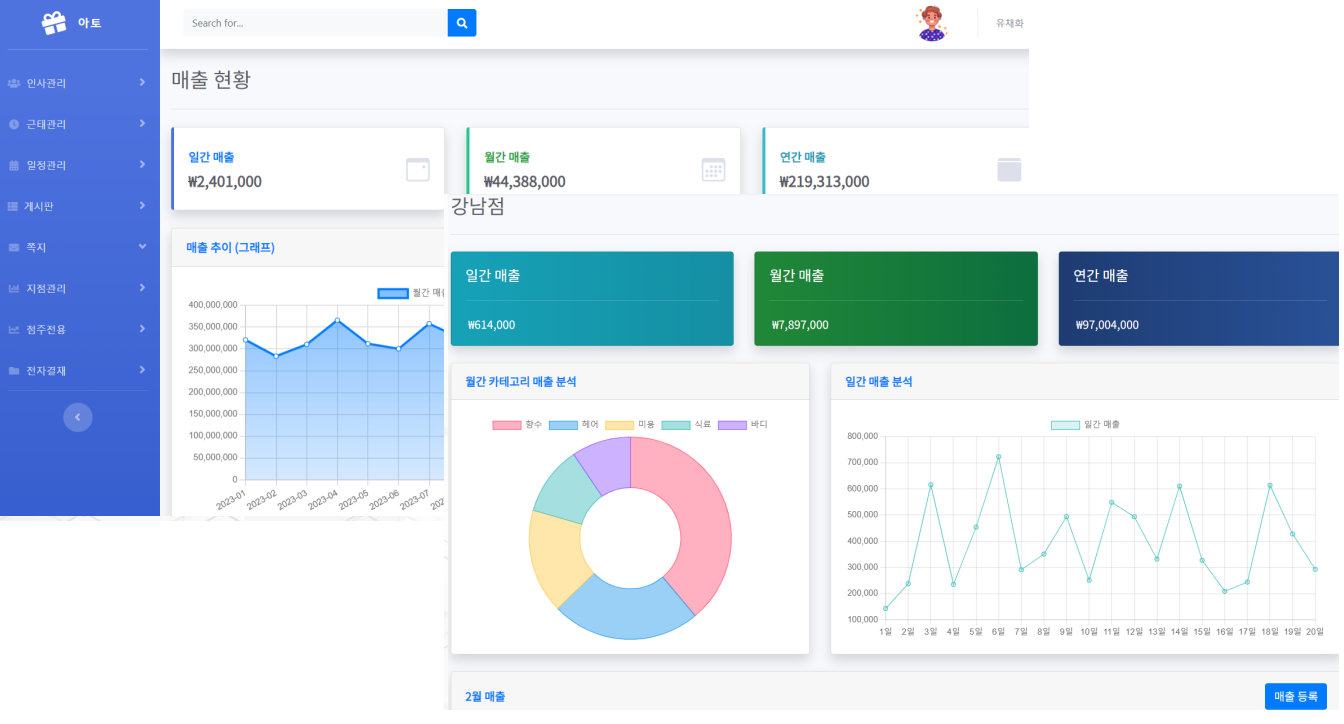 아토
Search for...
유채화
인사관리
근태관리
일정관리
게시판
쪽지
지점관리
점주전용
전자결재
매출 현황
일간 매출
₩2,401,000
월간 매출
₩44,388,000
연간 매출
₩219,313,000
매출 추이 (그래프)
월간 매
400,000,000
350,000,000
300,000,000
250,000,000
200,000,000
150,000,000
100,000,000
50,000,000
0
2023-01 2023-02 2023-03 2023-04 2023-05 2023-06 2023-07 202
강남점
일간 매출
₩614,000
월간 매출
₩7,897,000
연간 매출
₩97,004,000
월간 카테고리 매출 분석
향수 헤어 미용 식료 바디
일간 매출 분석
일간 매출
800,000
700,000
600,000
500,000
400,000
300,000
200,000
100,000
1일 2일 3일 4일 5일 6일 7일 8일 9일 10일 11일 12일 13일 14일 15일 16일 17일 18일 19일 20일
2월 매출
매출 등록